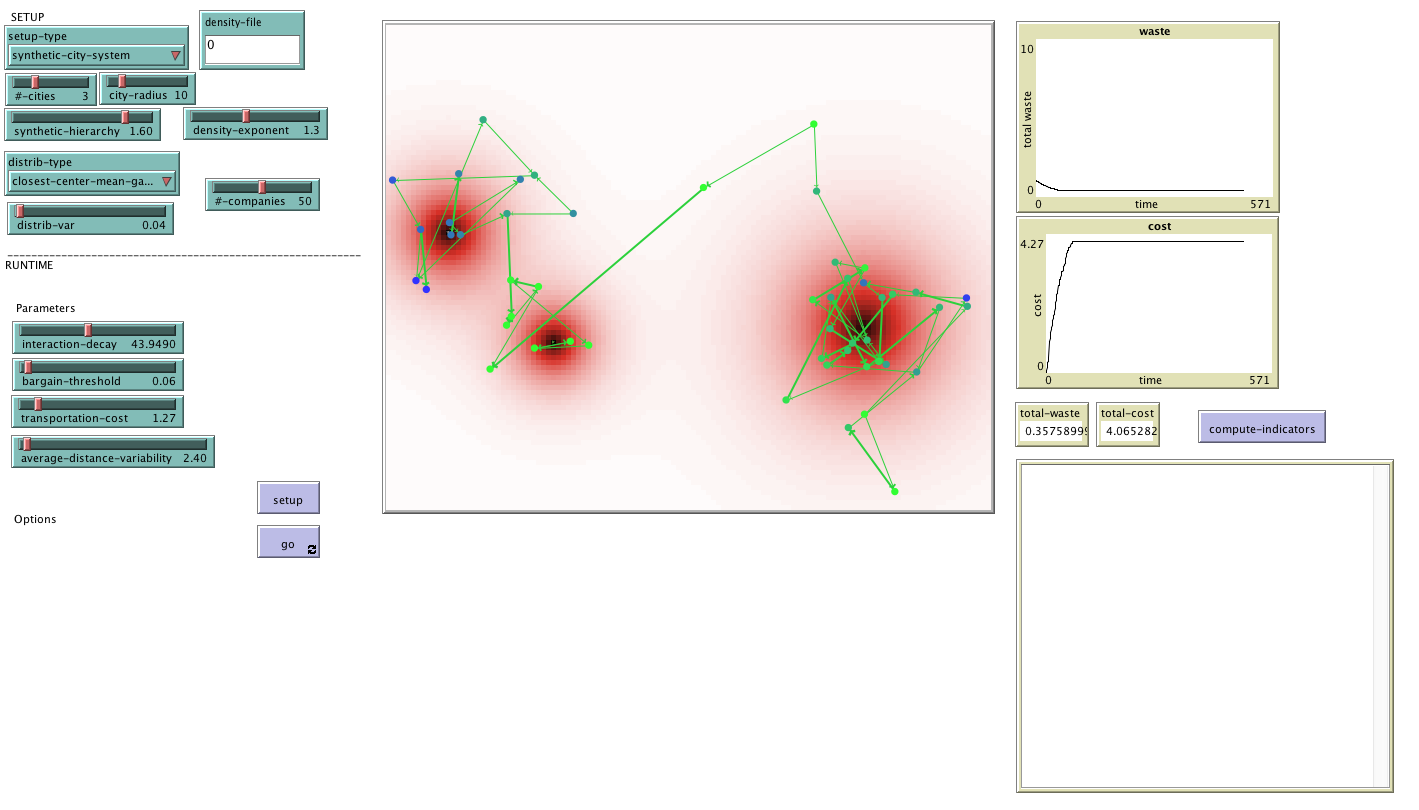 SETUP
setup-type
synthetic-city-system
density-file
0
#-cities 3
city-radius 10
synthetic-hierarchy 1.60
density-exponent 1.3
distrib-type
closest-center-mean-ga...
#-companies 50
distrib-var 0.04
RUNTIME
Parameters
interaction-decay 43.9490
bargain-threshold 0.06
transportation-cost 1.27
average-distance-variability 2.40
setup
Options
go
waste
10
total waste
0
0 time 571
cost
4.27
cost
0
0 time 571
total-waste
0.35758999
total-cost
4.065282
compute-indicators